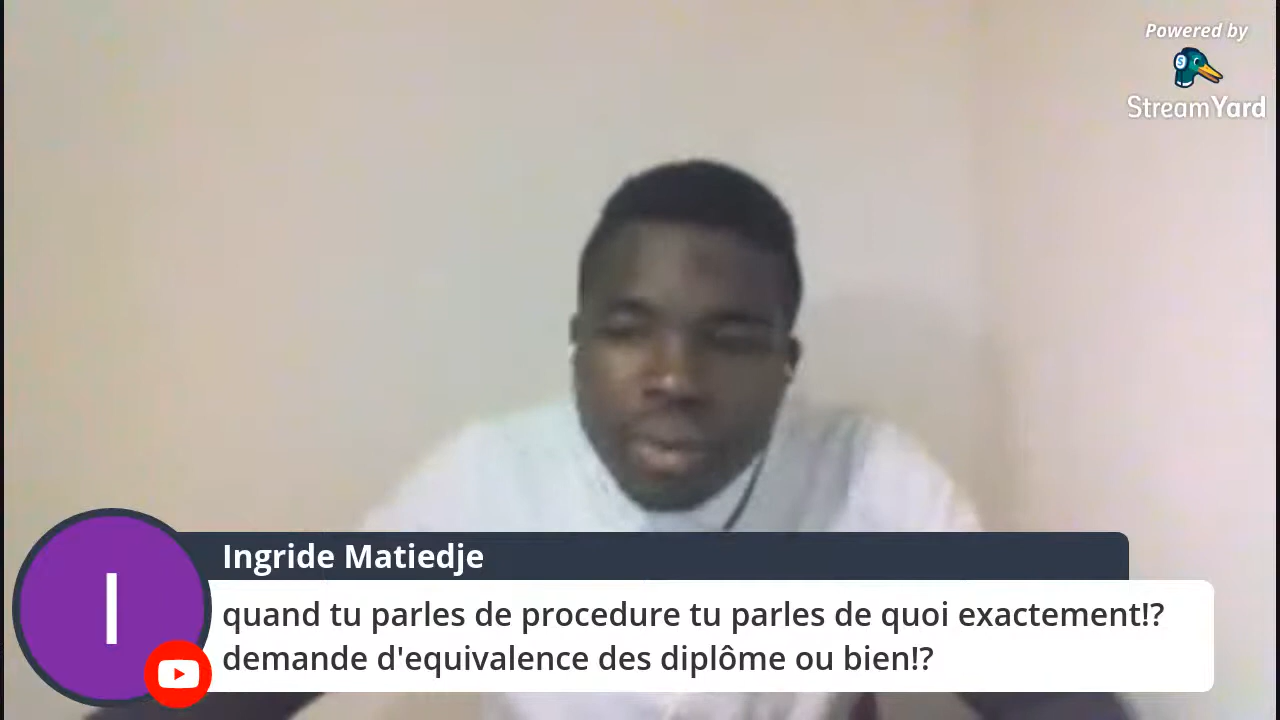 Powered by
StreamYard
I
Ingride Matiedje
quand tu parles de procedure tu parles de quoi exactement!?
demande d'equivalence des diplôme ou bien!?